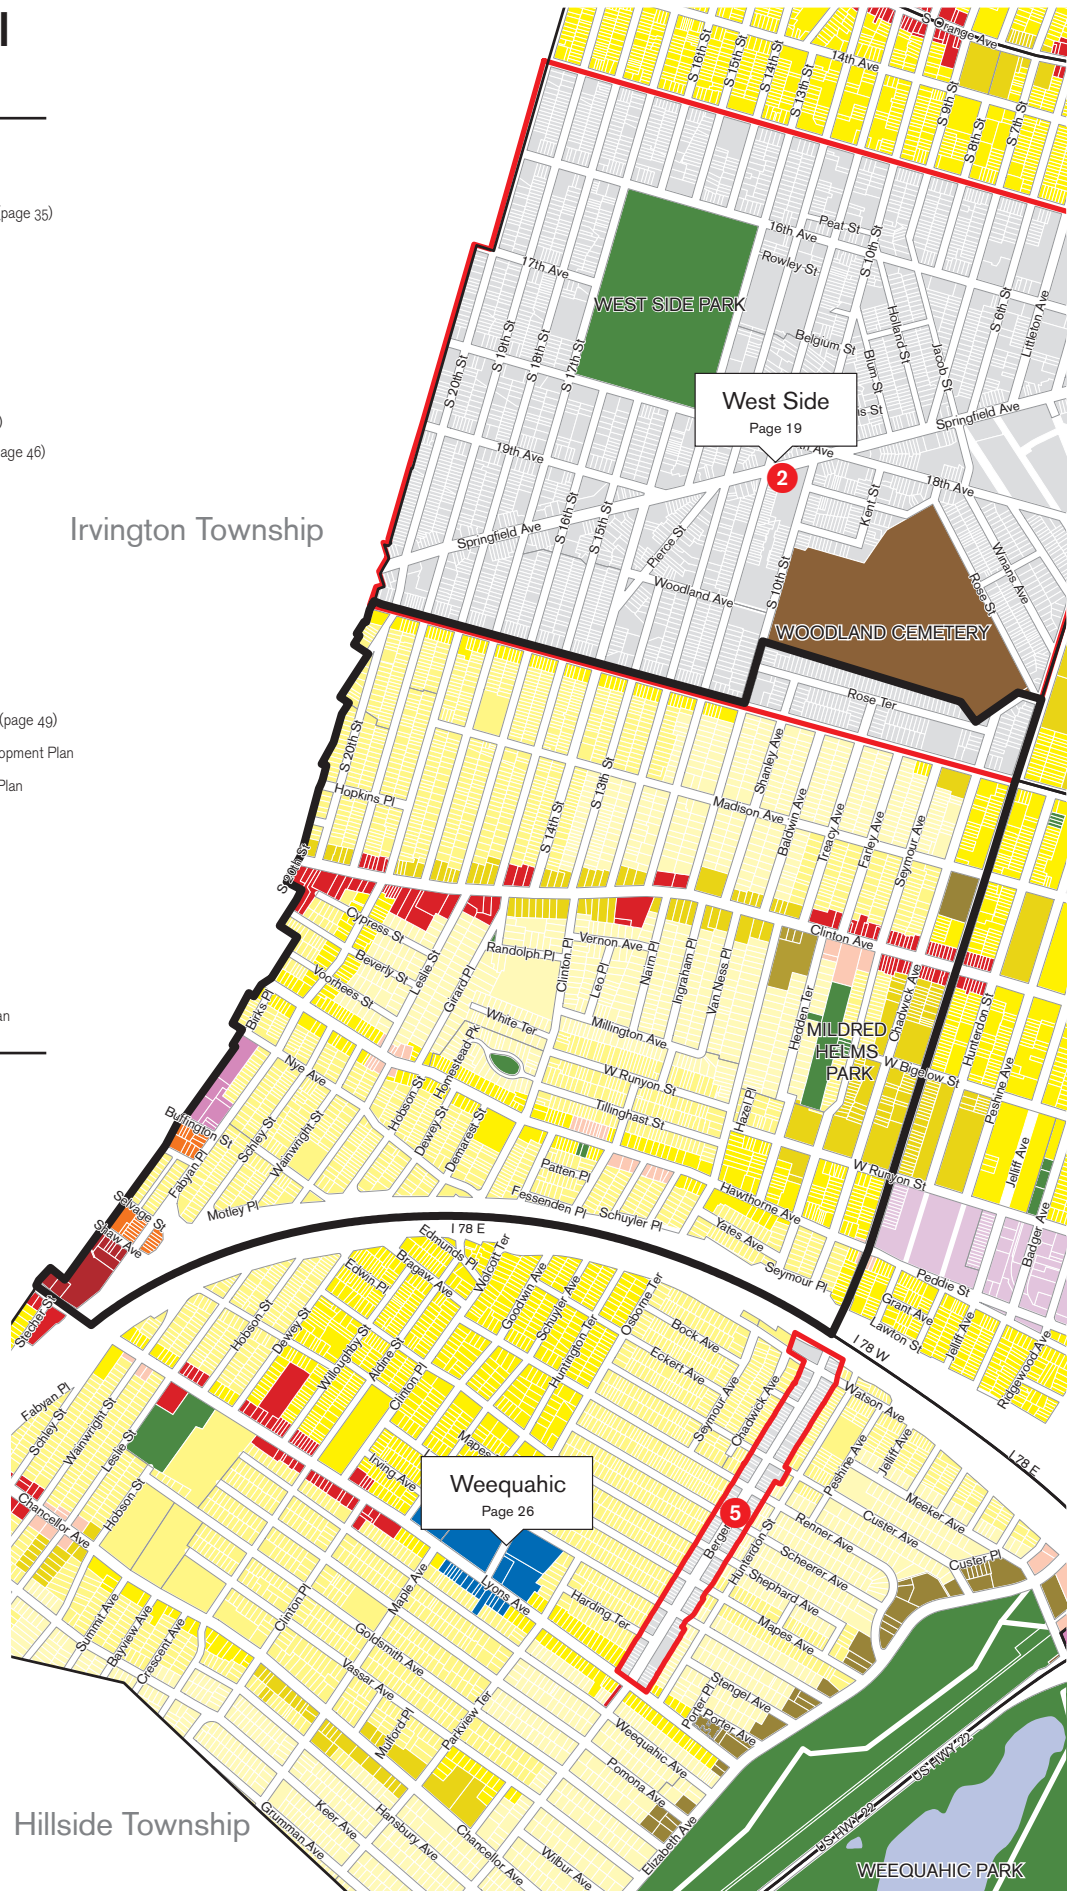 page 35)
)
age 46)
(page 49)
opment Plan
Plan
an
Irvington Township
Hillside Township
S Orange Ave
14th Ave
S 16th St
S 15th St
S 14th St
S 13th St
S 9th St
S 8th St
S 7th St
16th Ave
Peat St
S 10th St
Rowley St
17th Ave
WEST SIDE PARK
S 6th St
Littleton Ave
Holland St
Belgium St
Blum St
Jacob St
S 20th St
S 19th St
S 18th St
S 17th St
West Side
Page 19
is St
Springfield Ave
th Ave
2
19th Ave
18th Ave
Kent St
S 16th St
S 15th St
Springfield Ave
Pierce St
Woodland Ave
S 10th St
Rose St
Winans Ave
WOODLAND CEMETERY
Rose Ter
S 20th St
Hopkins Pl
S 14th St
S 13th St
Shanley Ave
Madison Ave
Baldwin Ave
Treacy Ave
Farley Ave
Seymour Ave
S 20th St
Cypress St
Beverly St
Voorhees St
Leslie St
Girard Pl
Randolph Pl
Clinton Pl
Vernon Ave
Leo Pl
Nairn Pl
Ingraham Pl
Van Ness Pl
Clinton Ave
Hedden Ter
Chadwick Ave
Hunterdon St
MILDRED
HELMS
PARK
W Bigelow St
Peshine Ave
Birks Pl
White Ter
Millington Ave
Homestead Pk
W Runyon St
Nye Ave
Hobson St
Tillinghast St
Hazel Pl
Buffington St
Schley St
Wainwright St
Dewey St
Demarest St
Fabyan Pl
Patten Pl
W Runyon St
Jelliff Ave
Badger Ave
Selvage St
Shaw Ave
Motley Pl
Fessenden Pl
Schuyler Pl
Hawthorne Ave
Yates Ave
Seymour Pl
I 78 E
Peddie St
Grant Ave
Lawton St
Jelliff Ave
Ridgewood Ave
I 78 W
Stecher St
Edmunds Pl
Wolcott Ter
Bragaw Ave
Edwin Pl
Goodwin Ave
Schuyler Ave
Huntington Ter
Osborne Ter
Bock Ave
Eckert Ave
Hobson St
Dewey St
Willoughby St
Aldine St
Clinton Pl
Seymour Ave
Chadwick Ave
Watson Ave
Fabyan Pl
Schley St
Wainwright St
Leslie St
Hobson St
Mapes
Irving Ave
Peshine Ave
Jelliff Ave
I 78 E
Weequahic
Page 26
5
Meeker Ave
Custer Ave
Renner Ave
Scheerer Ave
Shephard Ave
Mapes Ave
Custer Pl
Bergen
Hunterdon St
Chancellor Ave
Summit Ave
Bayview Ave
Crescent Ave
Clinton Pl
Maple Ave
Lyons Ave
Harding Ter
Goldsmith Ave
Vassar Ave
Mulford Pl
Parkview Ter
Stengel Ave
Porter Pl
Porter Ave
Weequahic Ave
Pomona Ave
Elizabeth Ave
US HWY 22
US HWY 22
Grumman Ave
Keer Ave
Hansbury Ave
Chancellor Ave
Wilbur Ave
WEEQUAHIC PARK